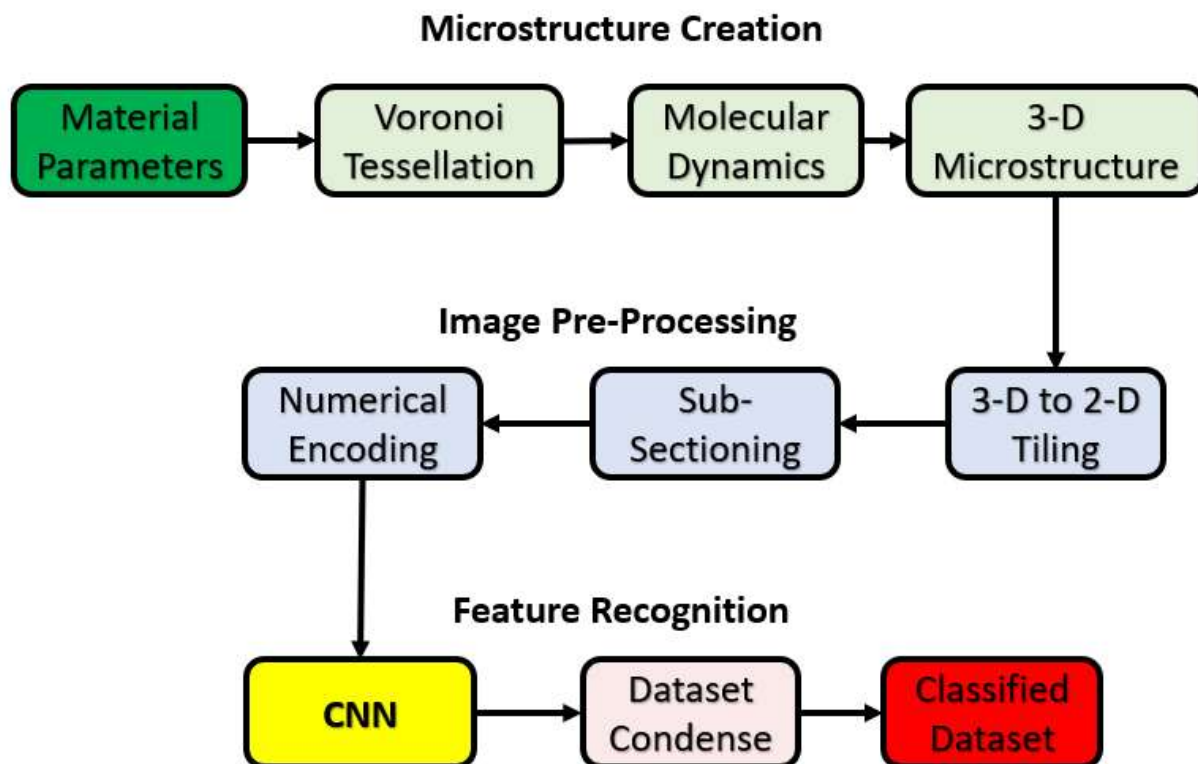 Microstructure Creation
Material
Parameters
Voronoi
Tessellation
Molecular
Dynamics
3-D
Microstructure
Image Pre-Processing
Numerical
Encoding
Sub-
Sectioning
3-D to 2-D
Tiling
Feature Recognition
CNN
Dataset
Condense
Classified
Dataset